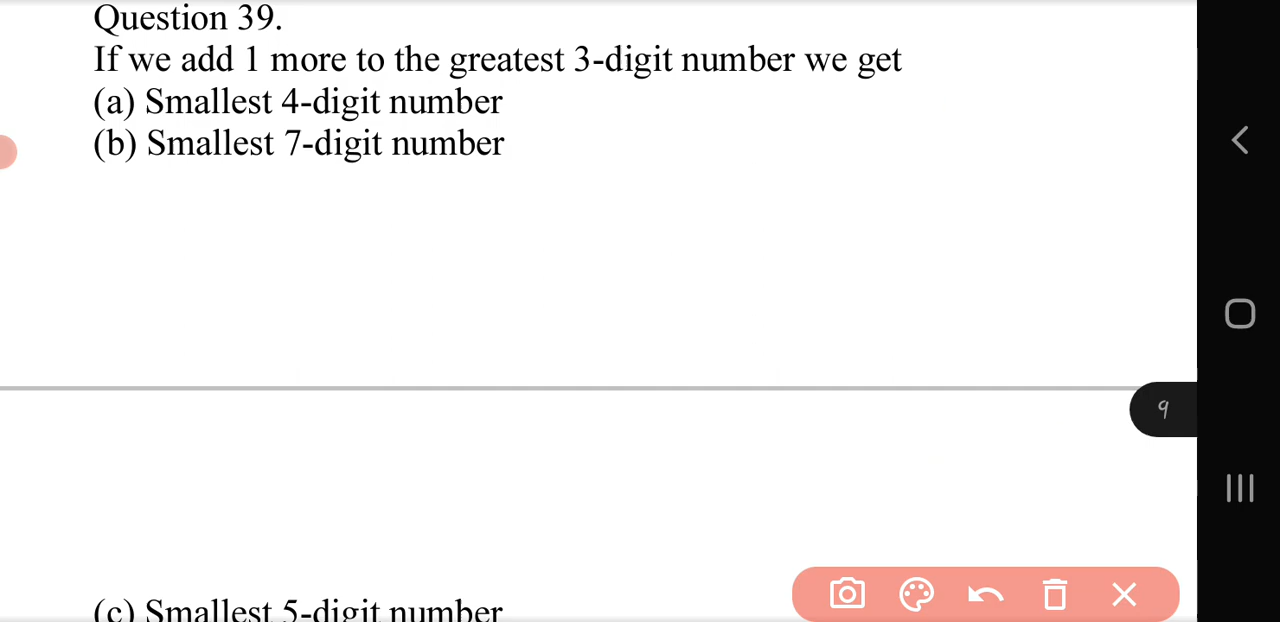 Question 39.
If we add 1 more to the greatest 3-digit number we get
(a) Smallest 4-digit number
(b) Smallest 7-digit number
9
(c) Smallest 5-digit number